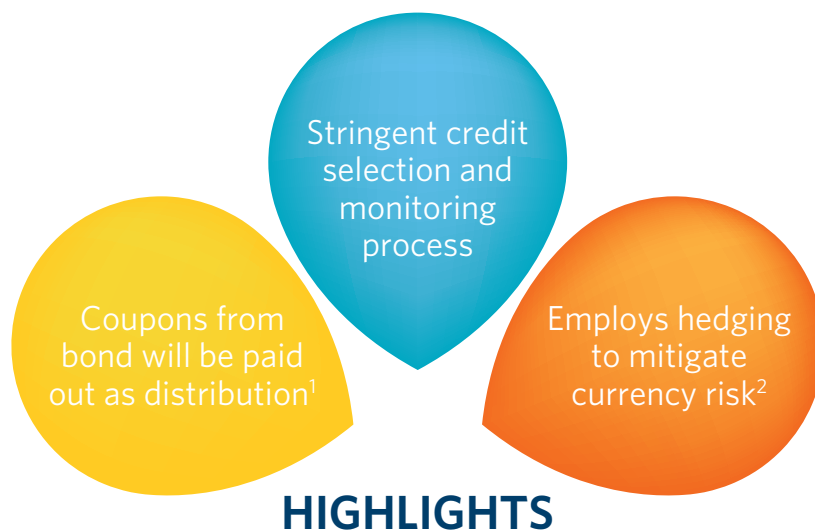 Stringent credit
selection and
monitoring
process
Coupons from
bond will be paid
out as distribution¹
Employs hedging
to mitigate
currency risk²
HIGHLIGHTS